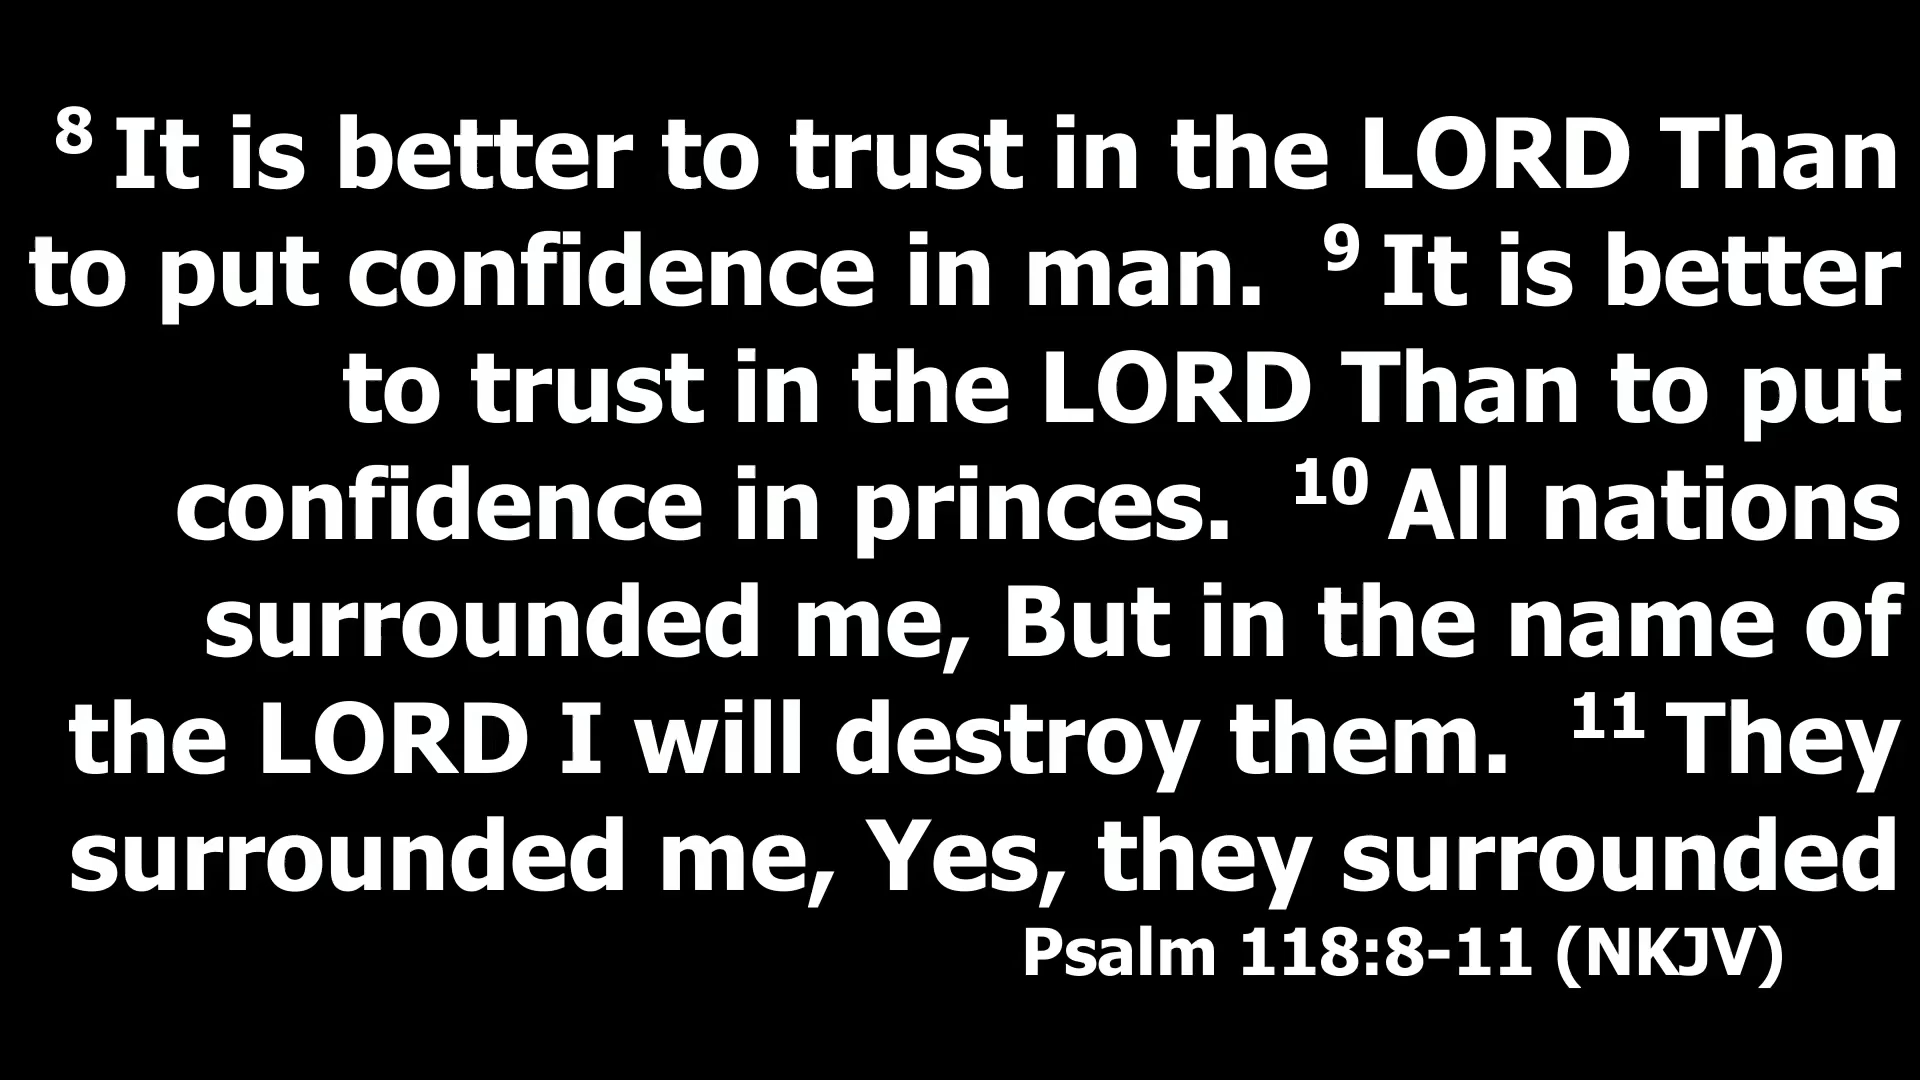 8 It is better to trust in the LORD Than
to put confidence in man. 9 It is better
to trust in the LORD Than to put
confidence in princes. 10 All nations
surrounded me, But in the name of
the LORD I will destroy them. 11 They
surrounded me, Yes, they surrounded
Psalm 118:8-11 (NKJV)